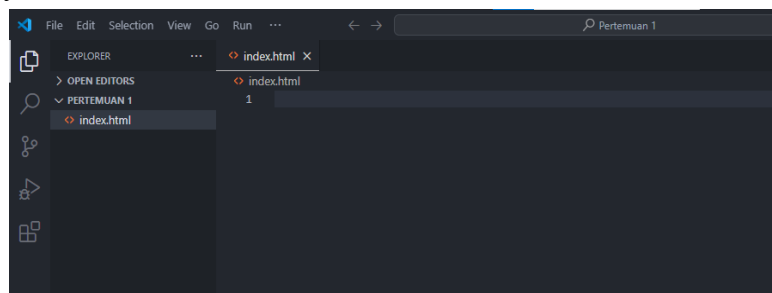 File Edit Selection View Go Run ···
Pertemuan 1
EXPLORER ···
OPEN EDITORS
PERTEMUAN 1
index.html
index.html
index.html
1